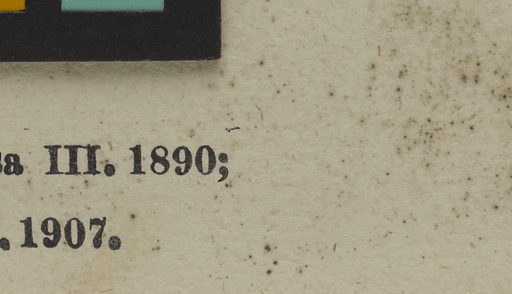 a III. 1890;
. 1907.